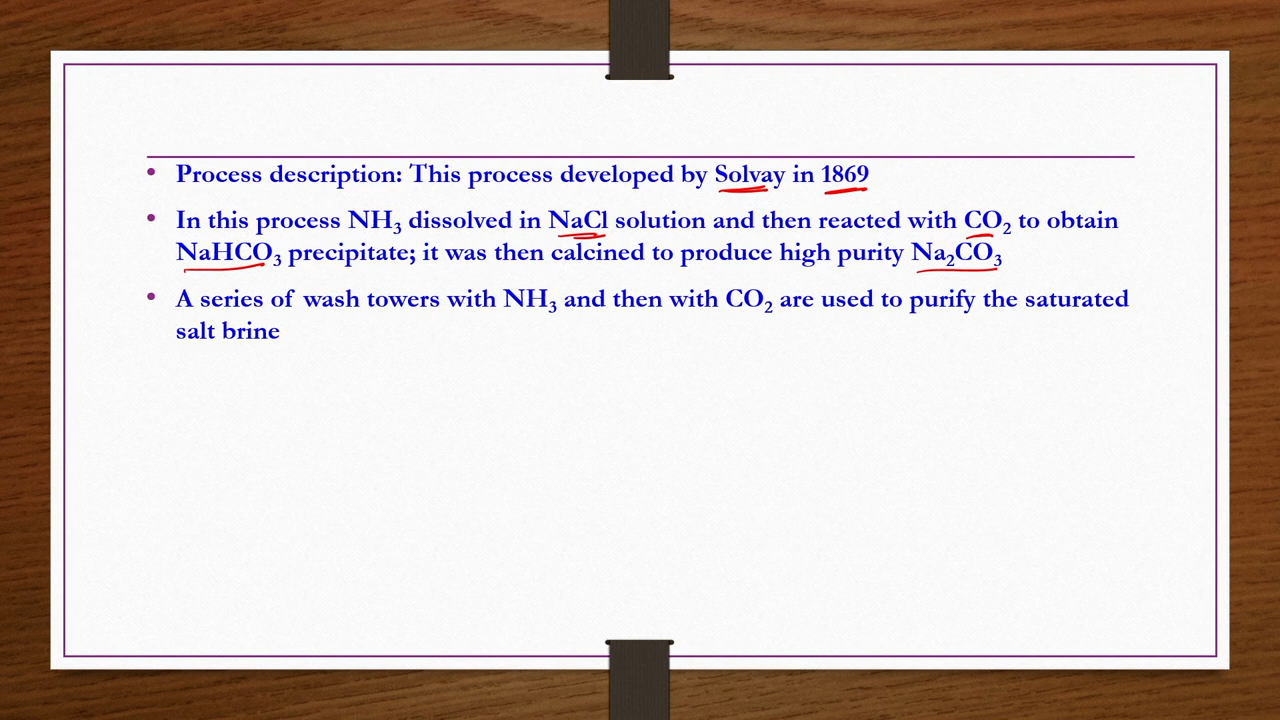 • Process description: This process developed by Solvay in 1869
• In this process NH₃ dissolved in NaCl solution and then reacted with CO₂ to obtain
NaHCO₃ precipitate; it was then calcined to produce high purity Na₂CO₃
• A series of wash towers with NH₃ and then with CO₂ are used to purify the saturated
salt brine